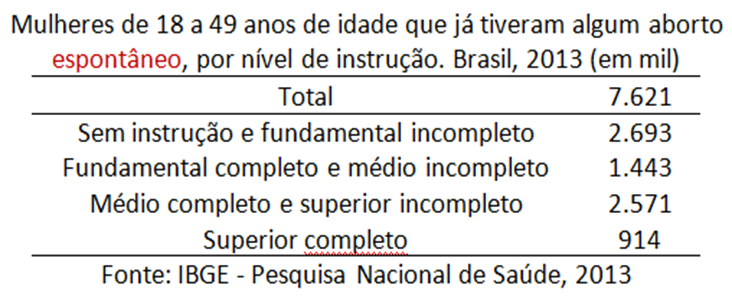 Mulheres de 18 a 49 anos de idade que já tiveram algum aborto
espontâneo, por nível de instrução. Brasil, 2013 (em mil)
Total 7.621
Sem instrução e fundamental incompleto 2.693
Fundamental completo e médio incompleto 1.443
Médio completo e superior incompleto 2.571
Superior completo 914
Fonte: IBGE - Pesquisa Nacional de Saúde, 2013